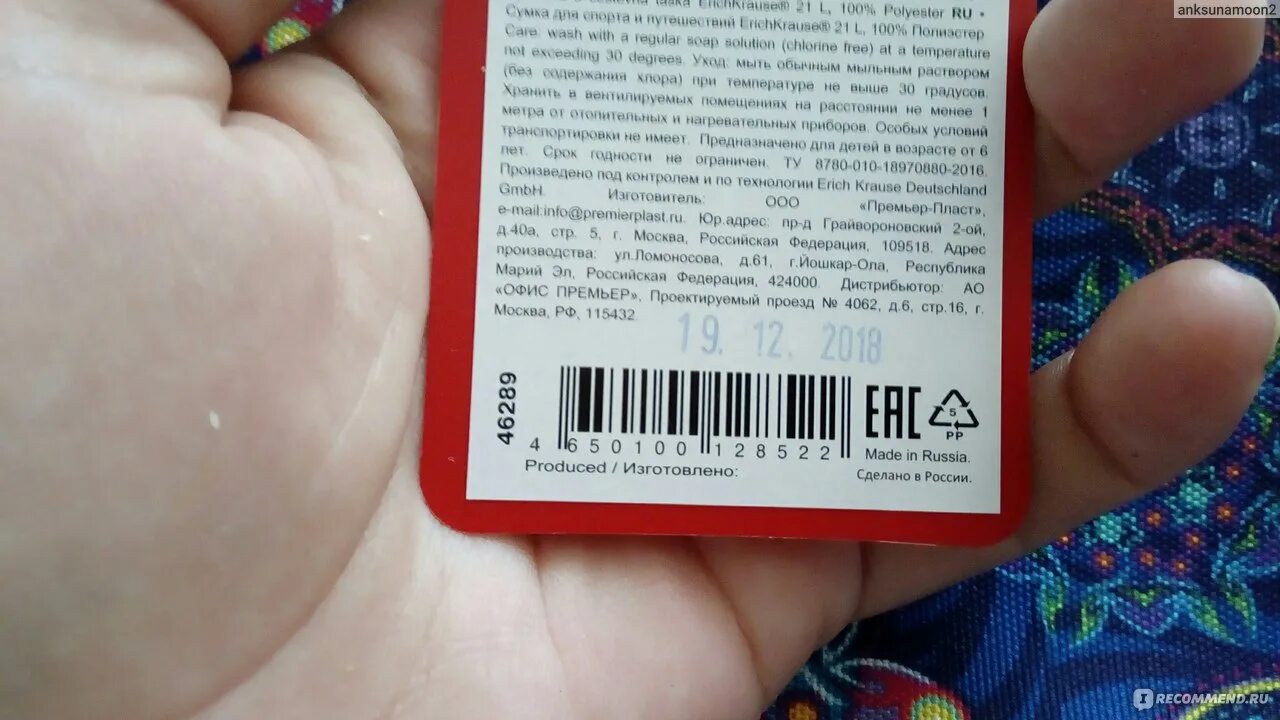 anksunamoon2
taška ErichKrause® 21 L, 100% Polyester RU •
Сумка для спорта и путешествий ErichKrause® 21 L, 100% Полиэстер
Care: wash with a regular soap solution (chlorine free) at a temperature
not exceeding 30 degrees. Уход: мыть обычным мыльным раствором
(без содержания хлора) при температуре не выше 30 градусов.
Хранить в вентилируемых помещениях на расстоянии не менее 1
метра от отопительных и нагревательных приборов. Особых условий
транспортировки не имеет. Предназначено для детей в возрасте от 6
лет. Срок годности не ограничен. ТУ 8780-010-18970880-2016.
Произведено под контролем и по технологии Erich Krause Deutschland
GmbH. Изготовитель: ООО «Премьер-Пласт»,
e-mail:info@premierplast.ru. Юр.адрес: пр-д Грайвороновский 2-ой,
д.40а, стр. 5, г. Москва, Российская Федерация, 109518. Адрес
производства: ул.Ломоносова, д.61, г.Йошкар-Ола, Республика
Марий Эл, Российская Федерация, 424000. Дистрибьютор: АО
«ОФИС ПРЕМЬЕР», Проектируемый проезд № 4062, д.6, стр.16, г.
Москва, РФ, 115432
19. 12. 2018
46289
4 650100 128522
EAC
5
PP
Made in Russia.
Сделано в России.
Produced / Изготовлено:
RECOMMEND.RU